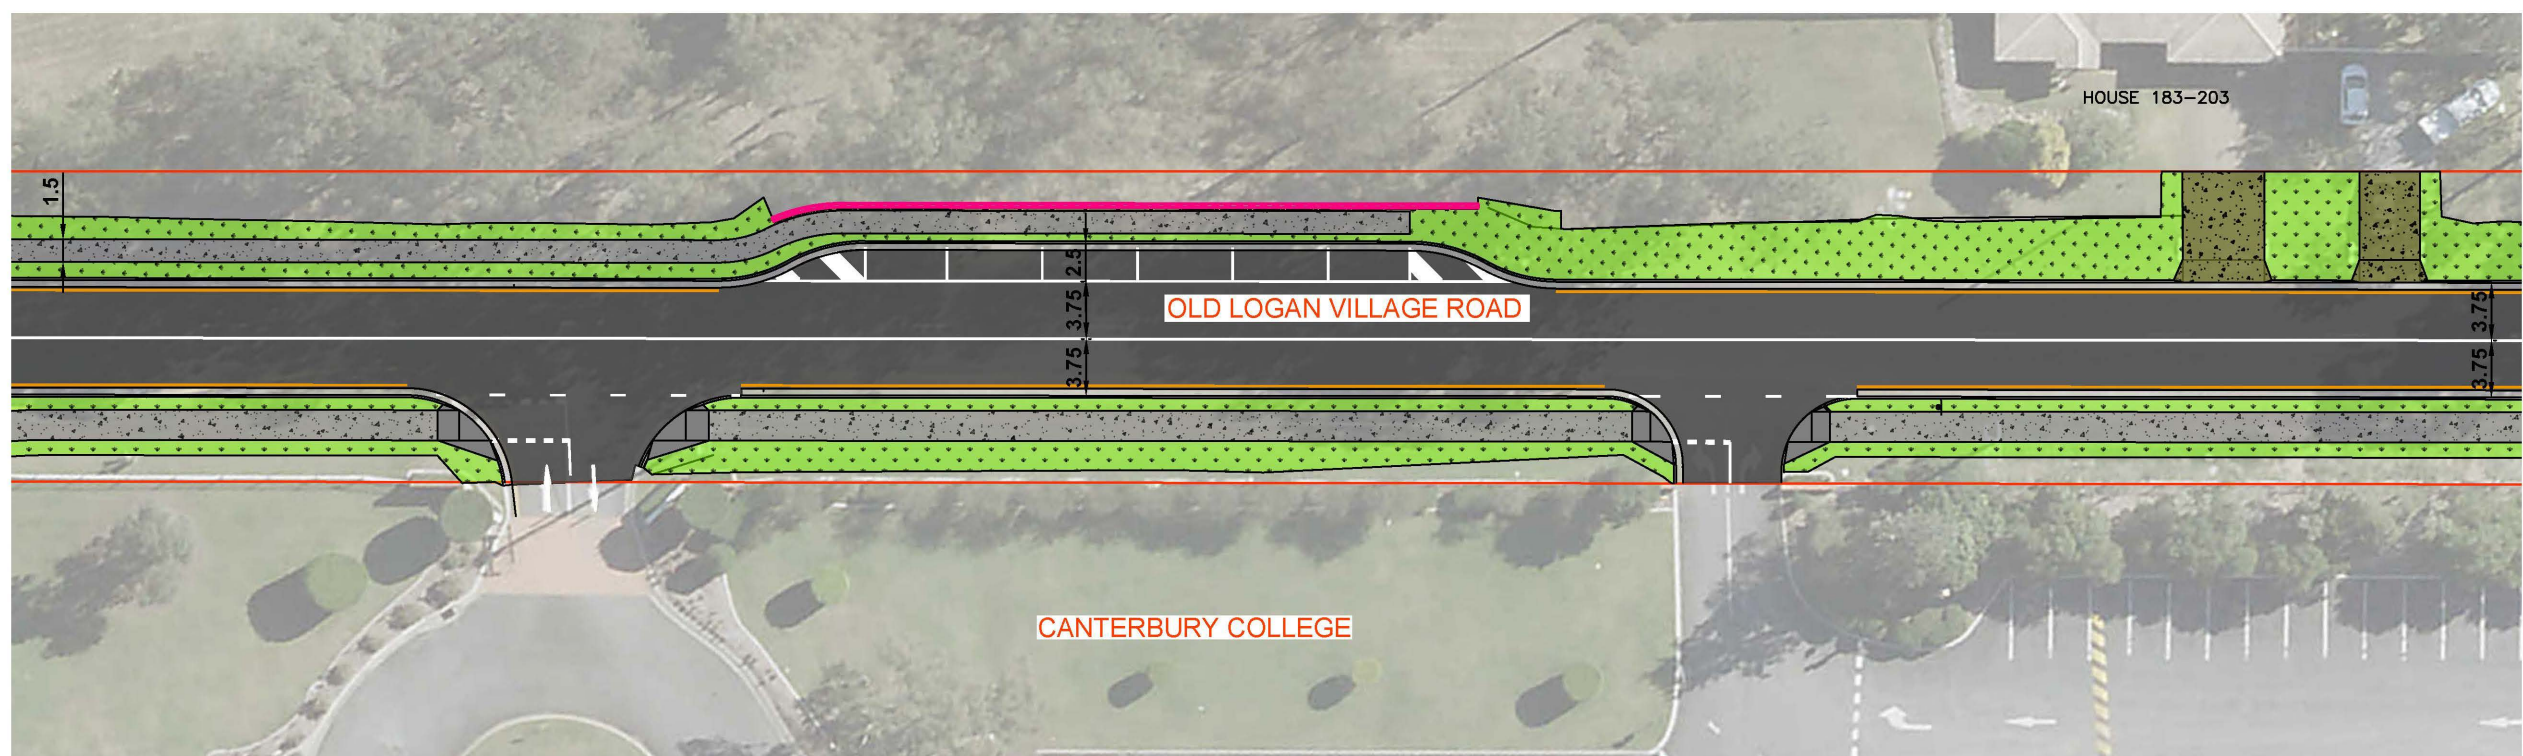 HOUSE 183-203
1.5
2.5
3.75
OLD LOGAN VILLAGE ROAD
3.75
3.75
3.75
CANTERBURY COLLEGE